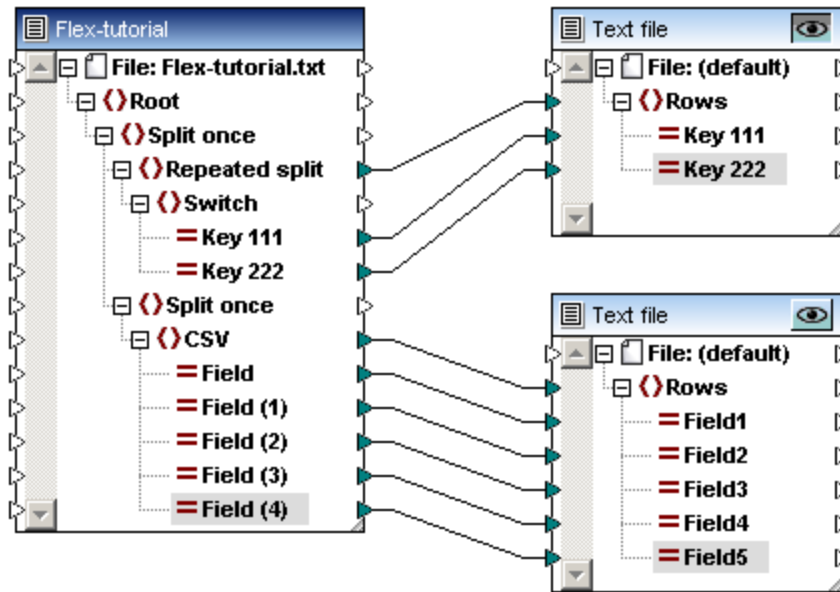 Flex-tutorial
File: Flex-tutorial.txt
Root
Split once
Repeated split
Switch
Key 111
Key 222
Split once
CSV
Field
Field (1)
Field (2)
Field (3)
Field (4)
Text file
File: (default)
Rows
Key 111
Key 222
Text file
File: (default)
Rows
Field1
Field2
Field3
Field4
Field5